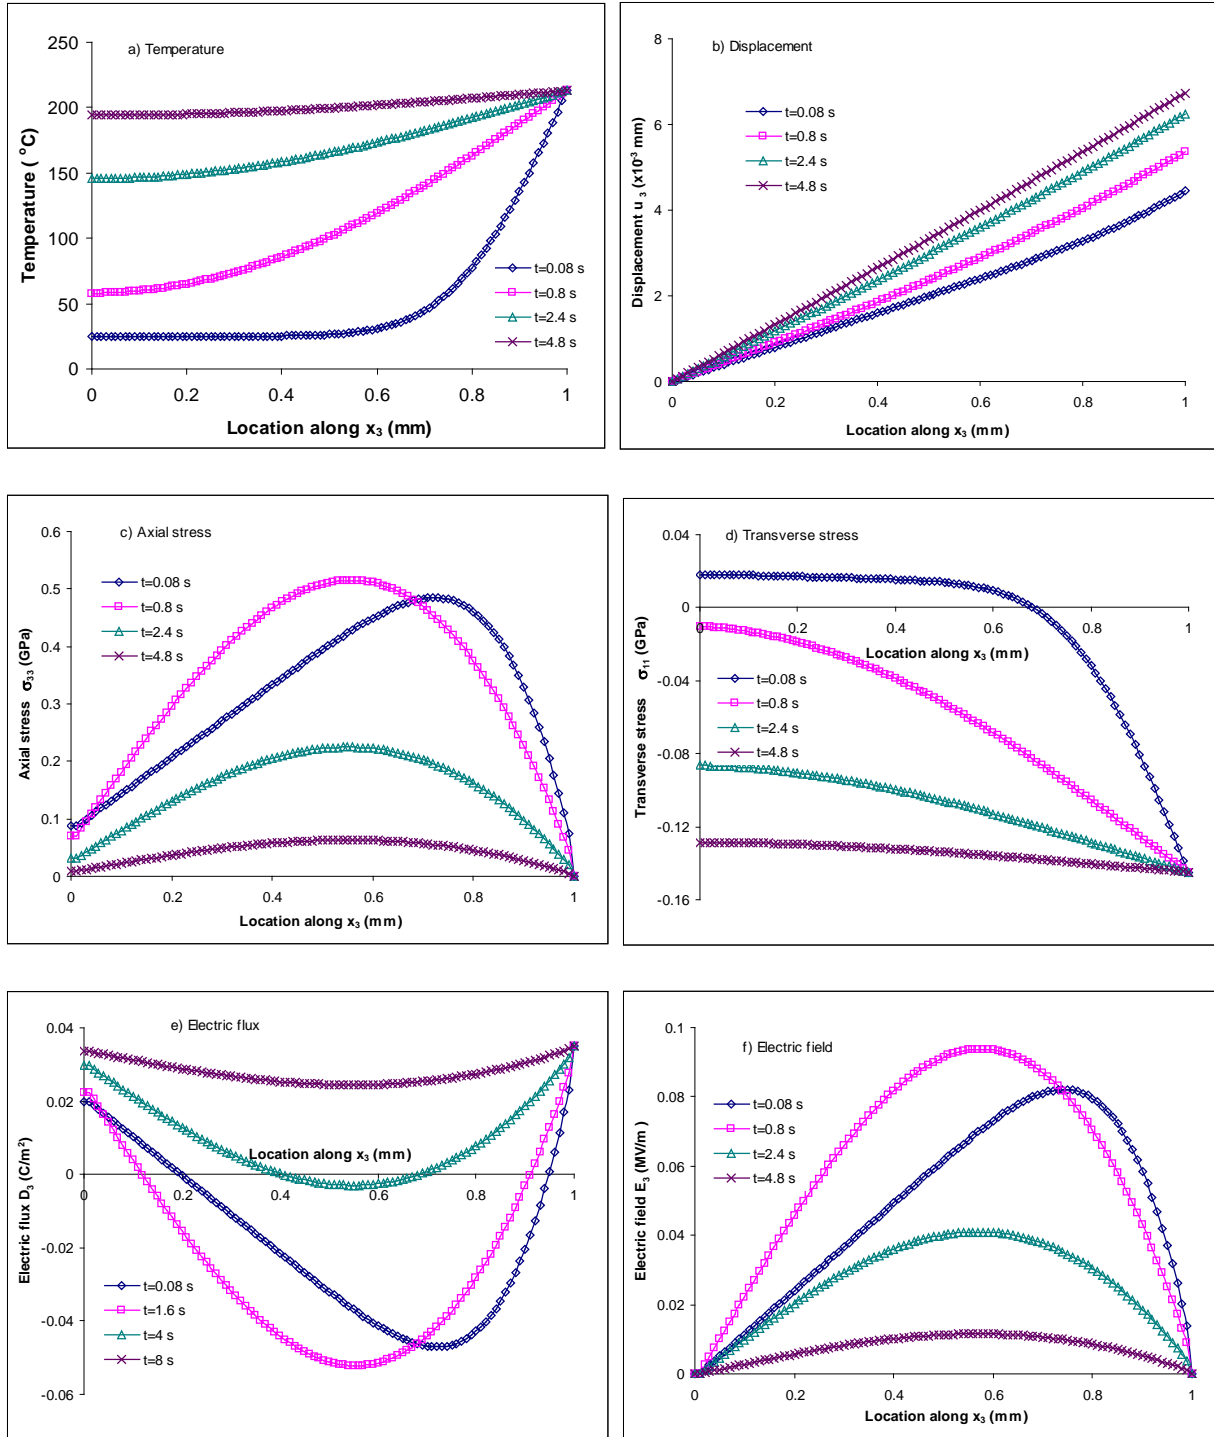 a) Temperature
Temperature ( °C)
250
200
150
100
50
0
t=0.08 s
t=0.8 s
t=2.4 s
t=4.8 s
0 0.2 0.4 0.6 0.8 1
Location along x3 (mm)
b) Displacement
Displacement u 3 (x10-3 mm)
8
6
4
2
0
t=0.08 s
t=0.8 s
t=2.4 s
t=4.8 s
0 0.2 0.4 0.6 0.8 1
Location along x3 (mm)
c) Axial stress
Axial stress σ33 (GPa)
0.6
0.5
0.4
0.3
0.2
0.1
0
t=0.08 s
t=0.8 s
t=2.4 s
t=4.8 s
0 0.2 0.4 0.6 0.8 1
Location along x3 (mm)
d) Transverse stress
Transverse stress σ11 (GPa)
0.04
0
-0.04
-0.08
-0.12
-0.16
0 0.2 0.4 0.6 0.8 1
Location along x3 (mm)
t=0.08 s
t=0.8 s
t=2.4 s
t=4.8 s
e) Electric flux
Electric flux D3 (C/m2)
0.04
0.02
0
-0.02
-0.04
-0.06
Location along x3 (mm)
0 0.2 0.4 0.6 0.8 1
t=0.08 s
t=1.6 s
t=4 s
t=8 s
f) Electric field
Electric field E3 (MV/m )
0.1
0.08
0.06
0.04
0.02
0
t=0.08 s
t=0.8 s
t=2.4 s
t=4.8 s
0 0.2 0.4 0.6 0.8 1
Location along x3 (mm)